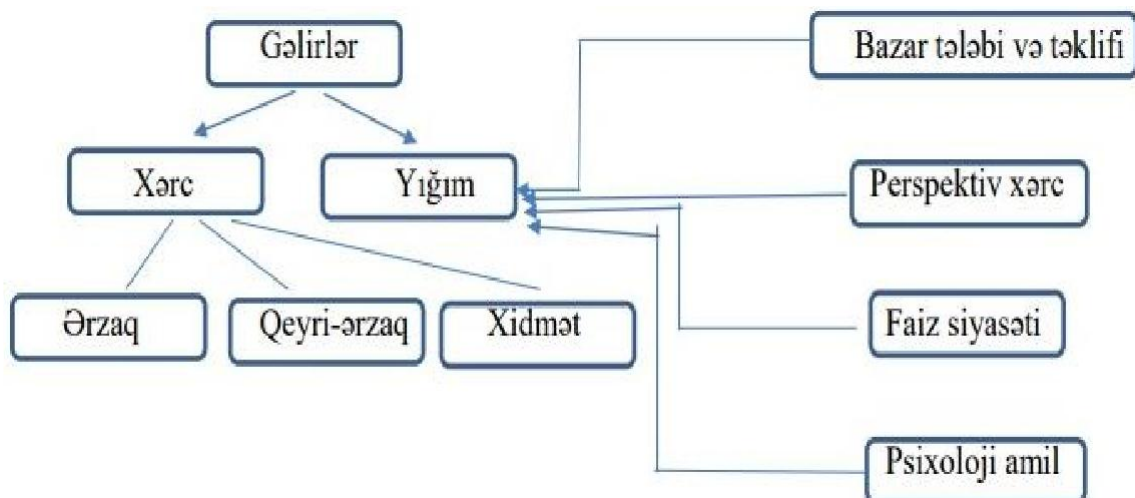 Gəlirlər
Bazar tələbi və təklifi
Xərc
Yığım
Perspektiv xərc
Ərzaq
Qeyri-ərzaq
Xidmət
Faiz siyasəti
Psixoloji amil